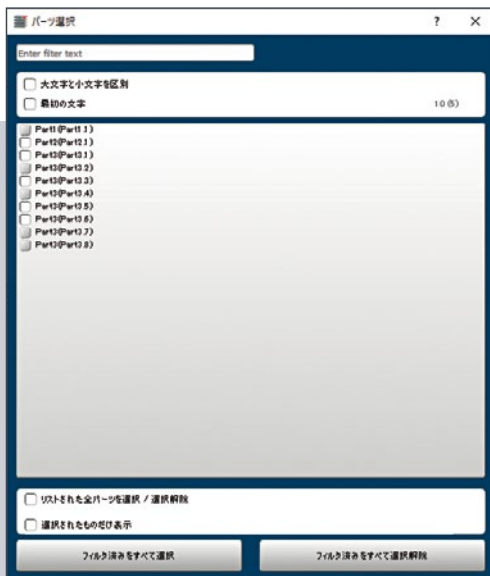 パーツ選択
?
Enter filter text
大文字と小文字を区別
最初の文字
10 (5)
Part1(Part1.1)
Part2(Part2.1)
Part3(Part3.1)
Part3(Part3.2)
Part3(Part3.3)
Part3(Part3.4)
Part3(Part3.5)
Part3(Part3.6)
Part3(Part3.7)
Part3(Part3.8)
リストされた全パーツを選択 / 選択解除
選択されたものだけ表示
フィルタ済みをすべて選択
フィルタ済みをすべて選択解除